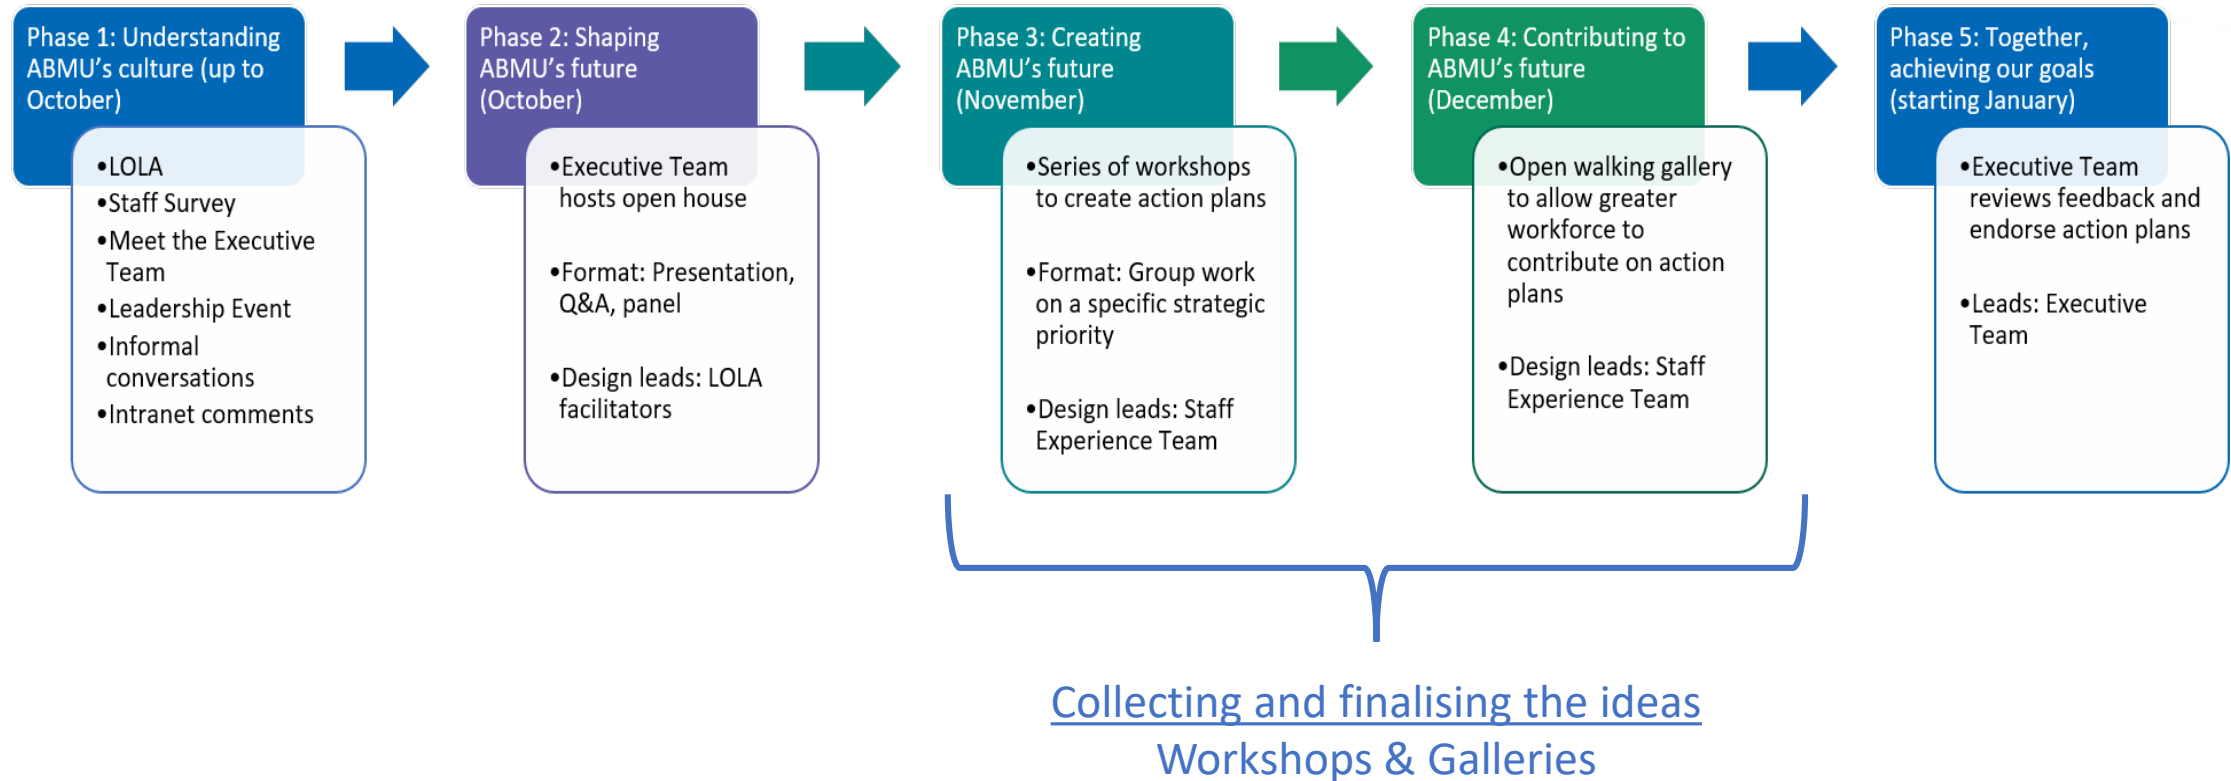 Phase 1: Understanding
ABMU's culture (up to
October)
•LOLA
•Staff Survey
•Meet the Executive
Team
•Leadership Event
•Informal
conversations
•Intranet comments
Phase 2: Shaping
ABMU's future
(October)
•Executive Team
hosts open house
•Format: Presentation,
Q&A, panel
•Design leads: LOLA
facilitators
Phase 3: Creating
ABMU's future
(November)
•Series of workshops
to create action plans
•Format: Group work
on a specific strategic
priority
•Design leads: Staff
Experience Team
Phase 4: Contributing to
ABMU's future
(December)
•Open walking gallery
to allow greater
workforce to
contribute on action
plans
•Design leads: Staff
Experience Team
Phase 5: Together,
achieving our goals
(starting January)
•Executive Team
reviews feedback and
endorse action plans
•Leads: Executive
Team
Collecting and finalising the ideas
Workshops & Galleries